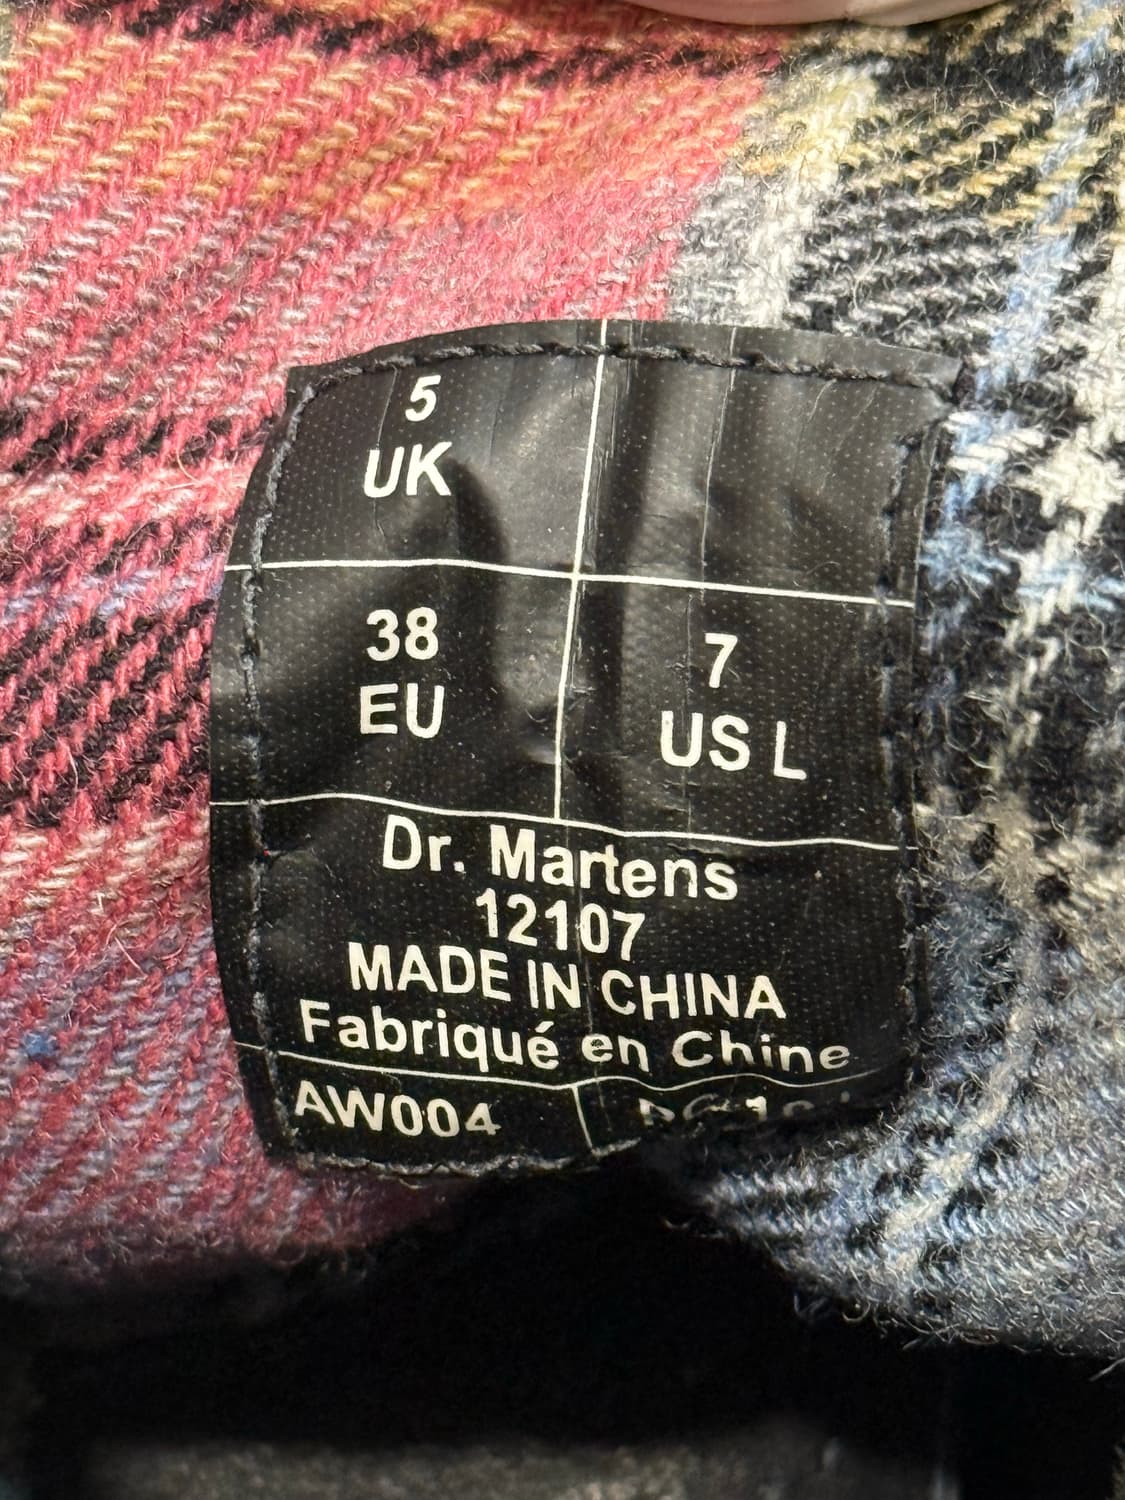 5
UK
38
EU
7
US L
Dr. Martens
12107
MADE IN CHINA
Fabriqué en Chine
AW004